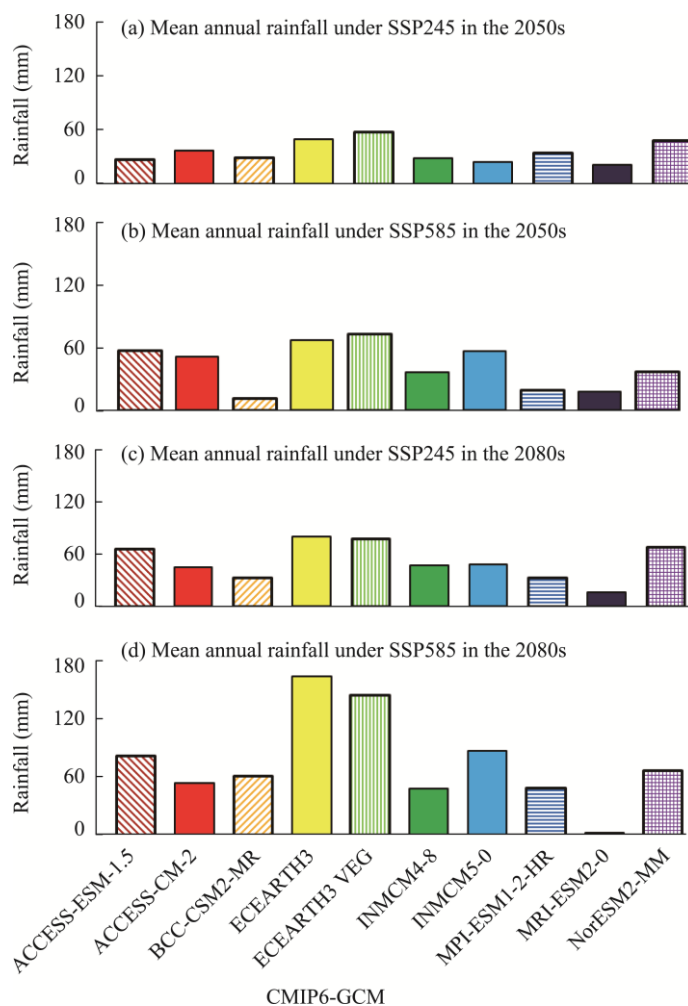 180
(a) Mean annual rainfall under SSP245 in the 2050s
120
60
0
Rainfall (mm)
180
(b) Mean annual rainfall under SSP585 in the 2050s
120
60
0
Rainfall (mm)
180
(c) Mean annual rainfall under SSP245 in the 2080s
120
60
0
Rainfall (mm)
180
(d) Mean annual rainfall under SSP585 in the 2080s
120
60
0
Rainfall (mm)
ACCESS-ESM-1.5
ACCESS-CM-2
BCC-CSM2-MR
ECEARTH3
ECEARTH3 VEG
INMCM4-8
INMCM5-0
MPI-ESM1-2-HR
MRI-ESM2-0
NorESM2-MM
CMIP6-GCM